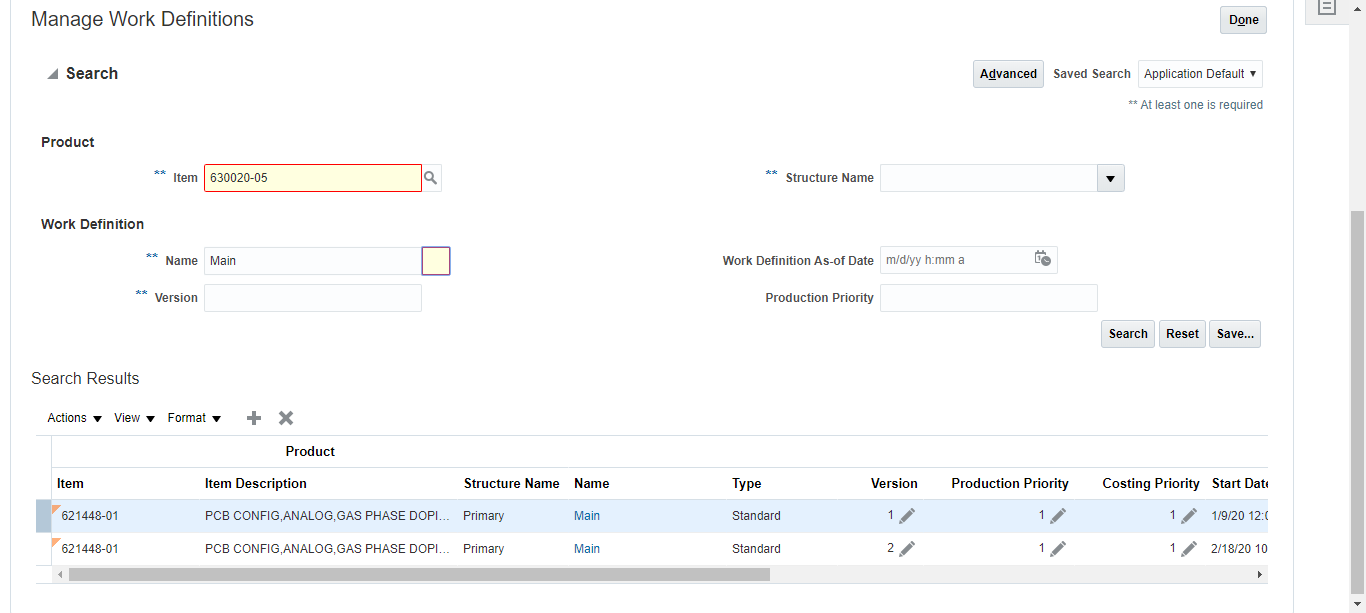 Manage Work Definitions
Done
Search
Advanced Saved Search Application Default
** At least one is required
Product
** Item 630020-05
** Structure Name
Work Definition
** Name Main
Work Definition As-of Date m/d/yy h:mm a
** Version
Production Priority
Search Reset Save...
Search Results
Actions View Format
Product
Item Item Description Structure Name Name Type Version Production Priority Costing Priority Start Date
621448-01 PCB CONFIG,ANALOG,GAS PHASE DOPI... Primary Main Standard 1 1 1 1/9/20 12:0
621448-01 PCB CONFIG,ANALOG,GAS PHASE DOPI... Primary Main Standard 2 1 1 2/18/20 10